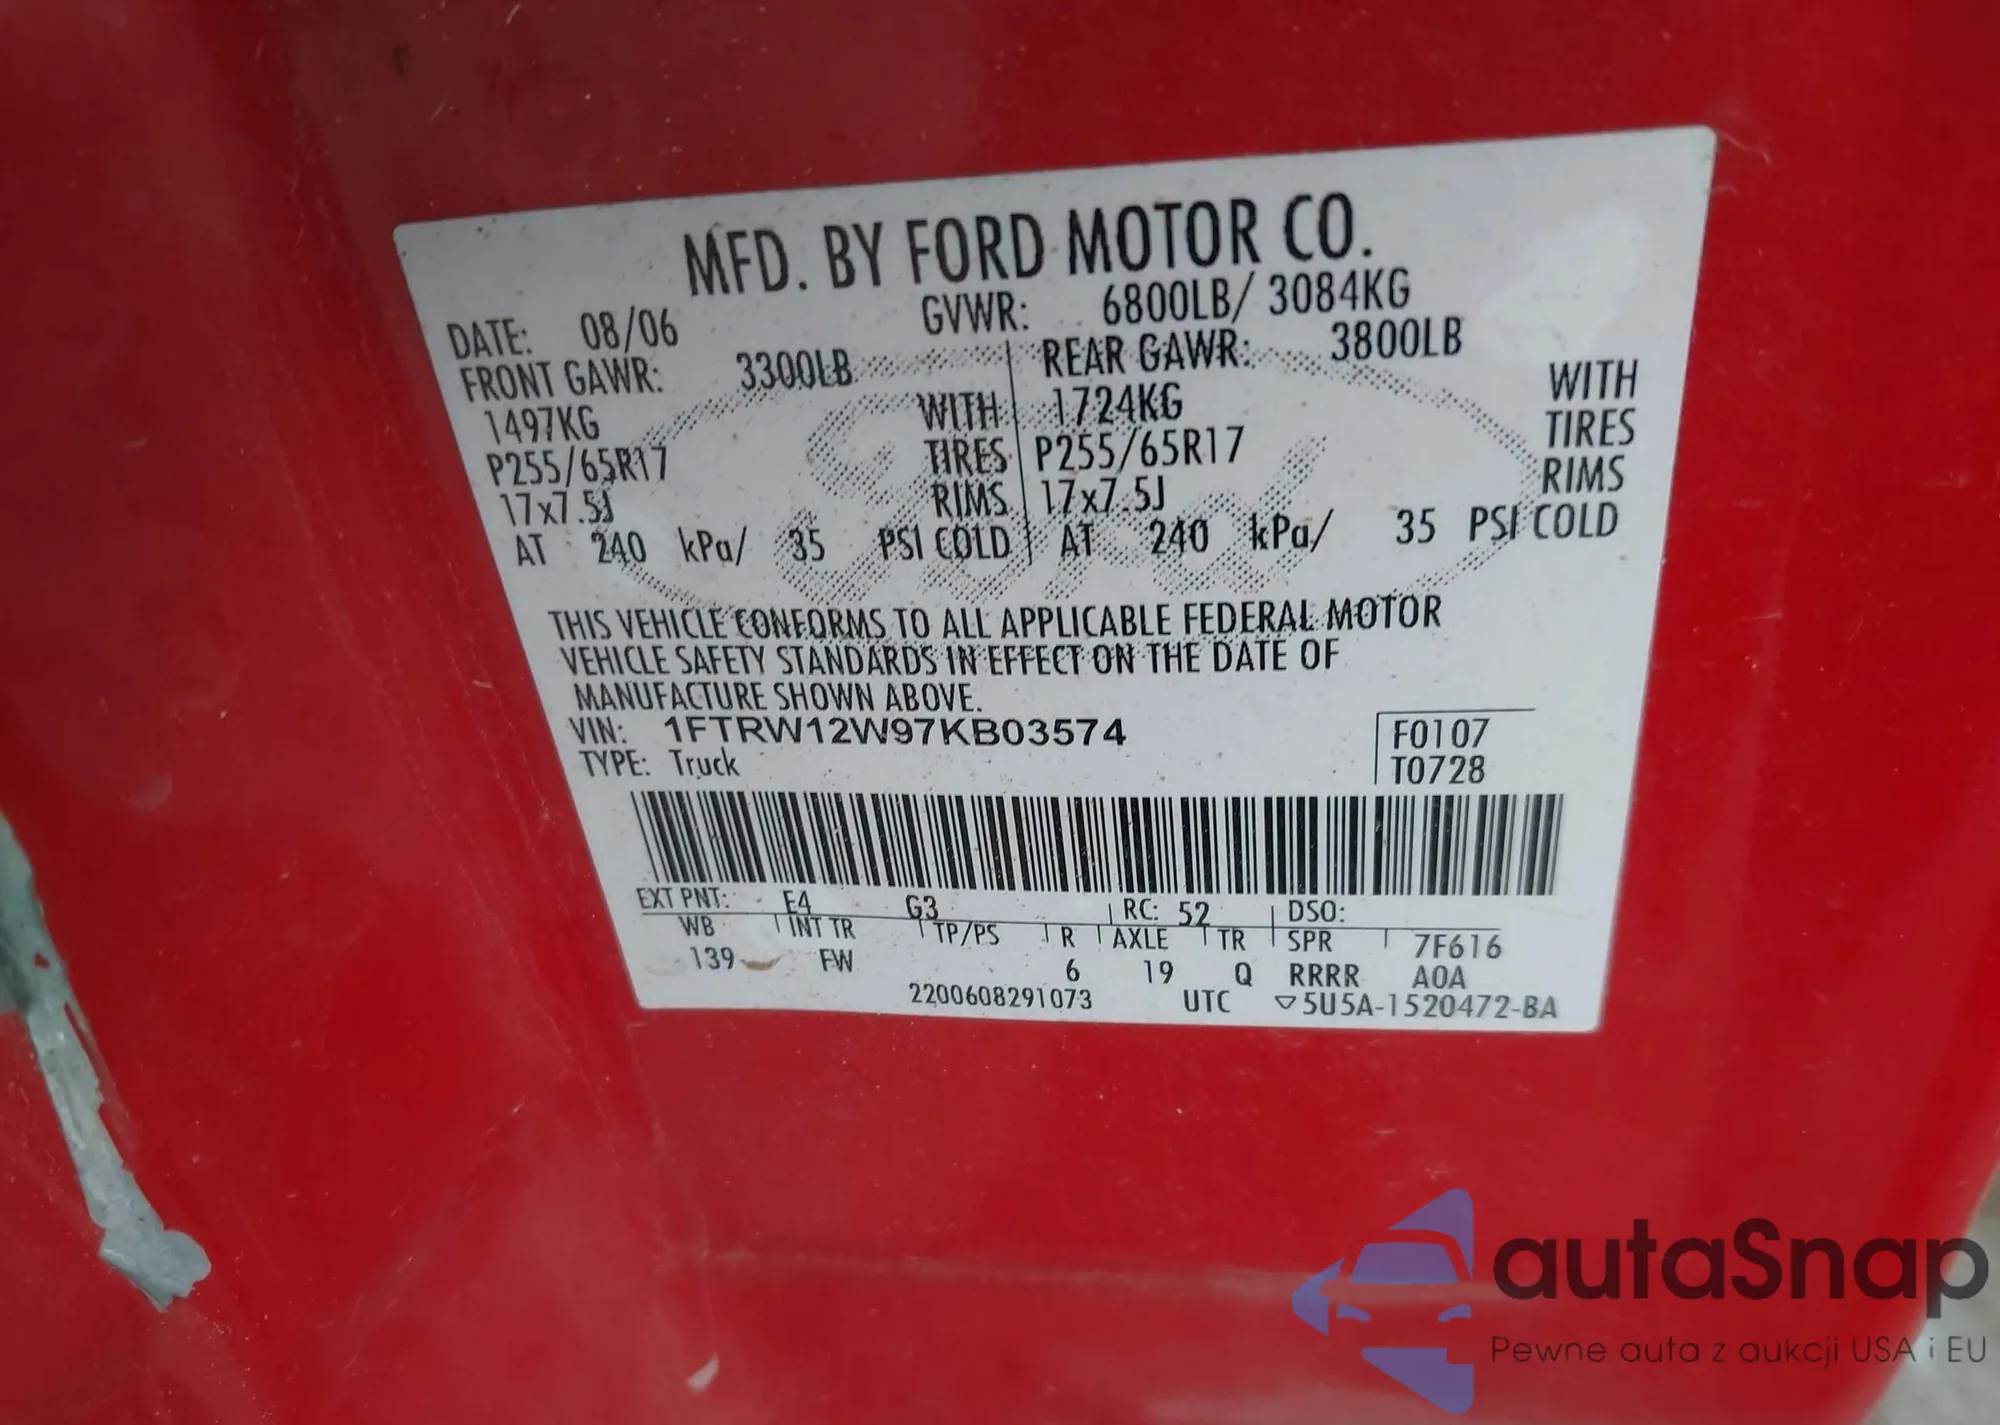 MFD. BY FORD MOTOR CO.
DATE: 08/06 GVWR: 6800LB/ 3084KG
FRONT GAWR: 3300LB REAR GAWR: 3800LB
1497KG WITH 1724KG WITH
P255/65R17 TIRES P255/65R17 TIRES
17x7.5J RIMS 17x7.5J RIMS
AT 240 kPa/ 35 PSI COLD AT 240 kPa/ 35 PSI COLD
THIS VEHICLE CONFORMS TO ALL APPLICABLE FEDERAL MOTOR
VEHICLE SAFETY STANDARDS IN EFFECT ON THE DATE OF
MANUFACTURE SHOWN ABOVE.
VIN: 1FTRW12W97KB03574 F0107
TYPE: Truck T0728
EXT PNT: E4 G3 RC: 52 DSO:
WB INT TR TP/PS R AXLE TR SPR 7F616
139 FW 6 19 Q RRRR A0A
2200608291073 UTC ▽5U5A-1520472-BA
autaSnap
Pewne auta z aukcji USA i EU